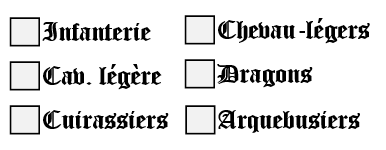 Infanterie
Chevau-légers
Cav. légère
Dragons
Cuirassiers
Arquebusiers